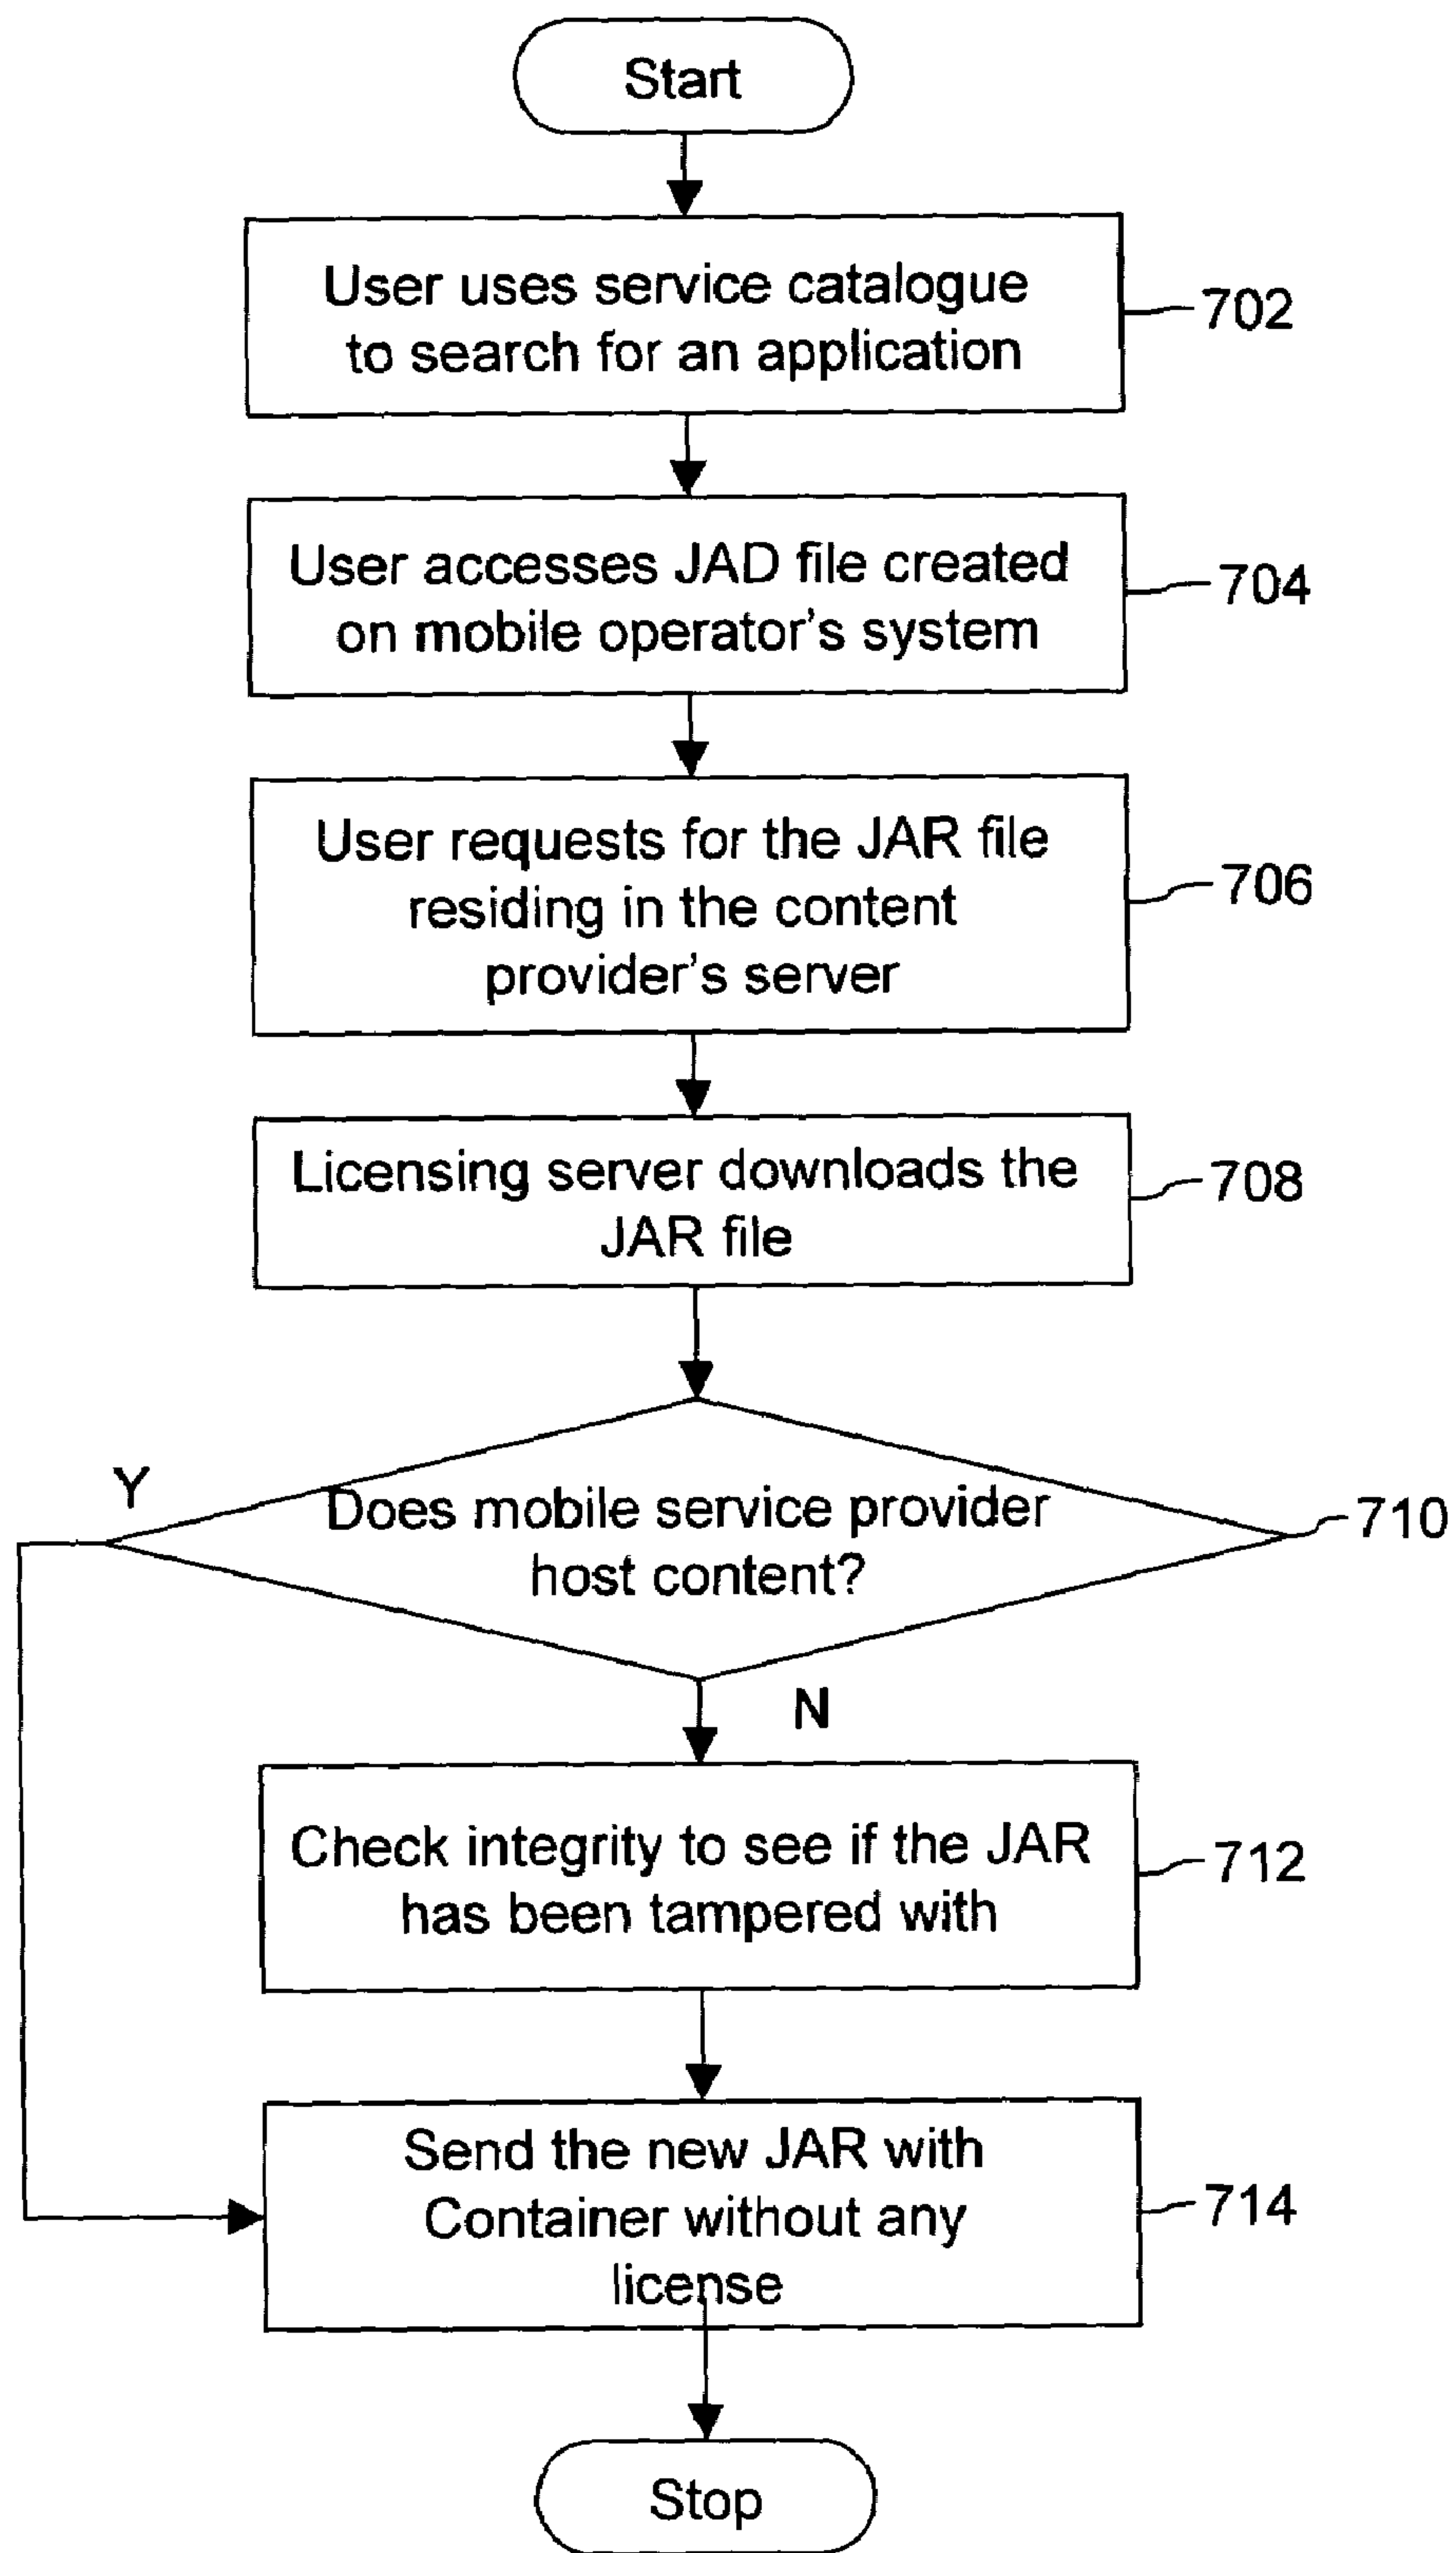 Start
User uses service catalogue
to search for an application
702
User accesses JAD file created
on mobile operator's system
704
User requests for the JAR file
residing in the content
provider's server
706
Licensing server downloads the
JAR file
708
Y
Does mobile service provider
host content?
710
N
Check integrity to see if the JAR
has been tampered with
712
Send the new JAR with
Container without any
license
714
Stop